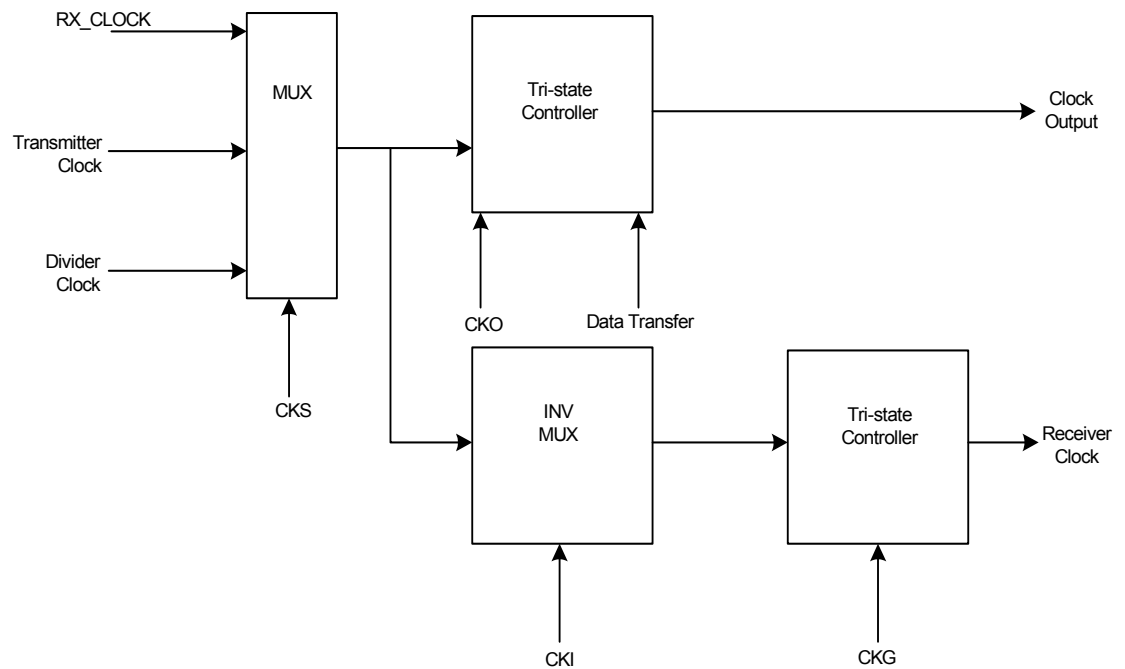 RX_CLOCK
MUX
Tri-state
Controller
Clock
Output
Transmitter
Clock
Divider
Clock
CKO
Data Transfer
CKS
INV
MUX
Tri-state
Controller
Receiver
Clock
CKI
CKG